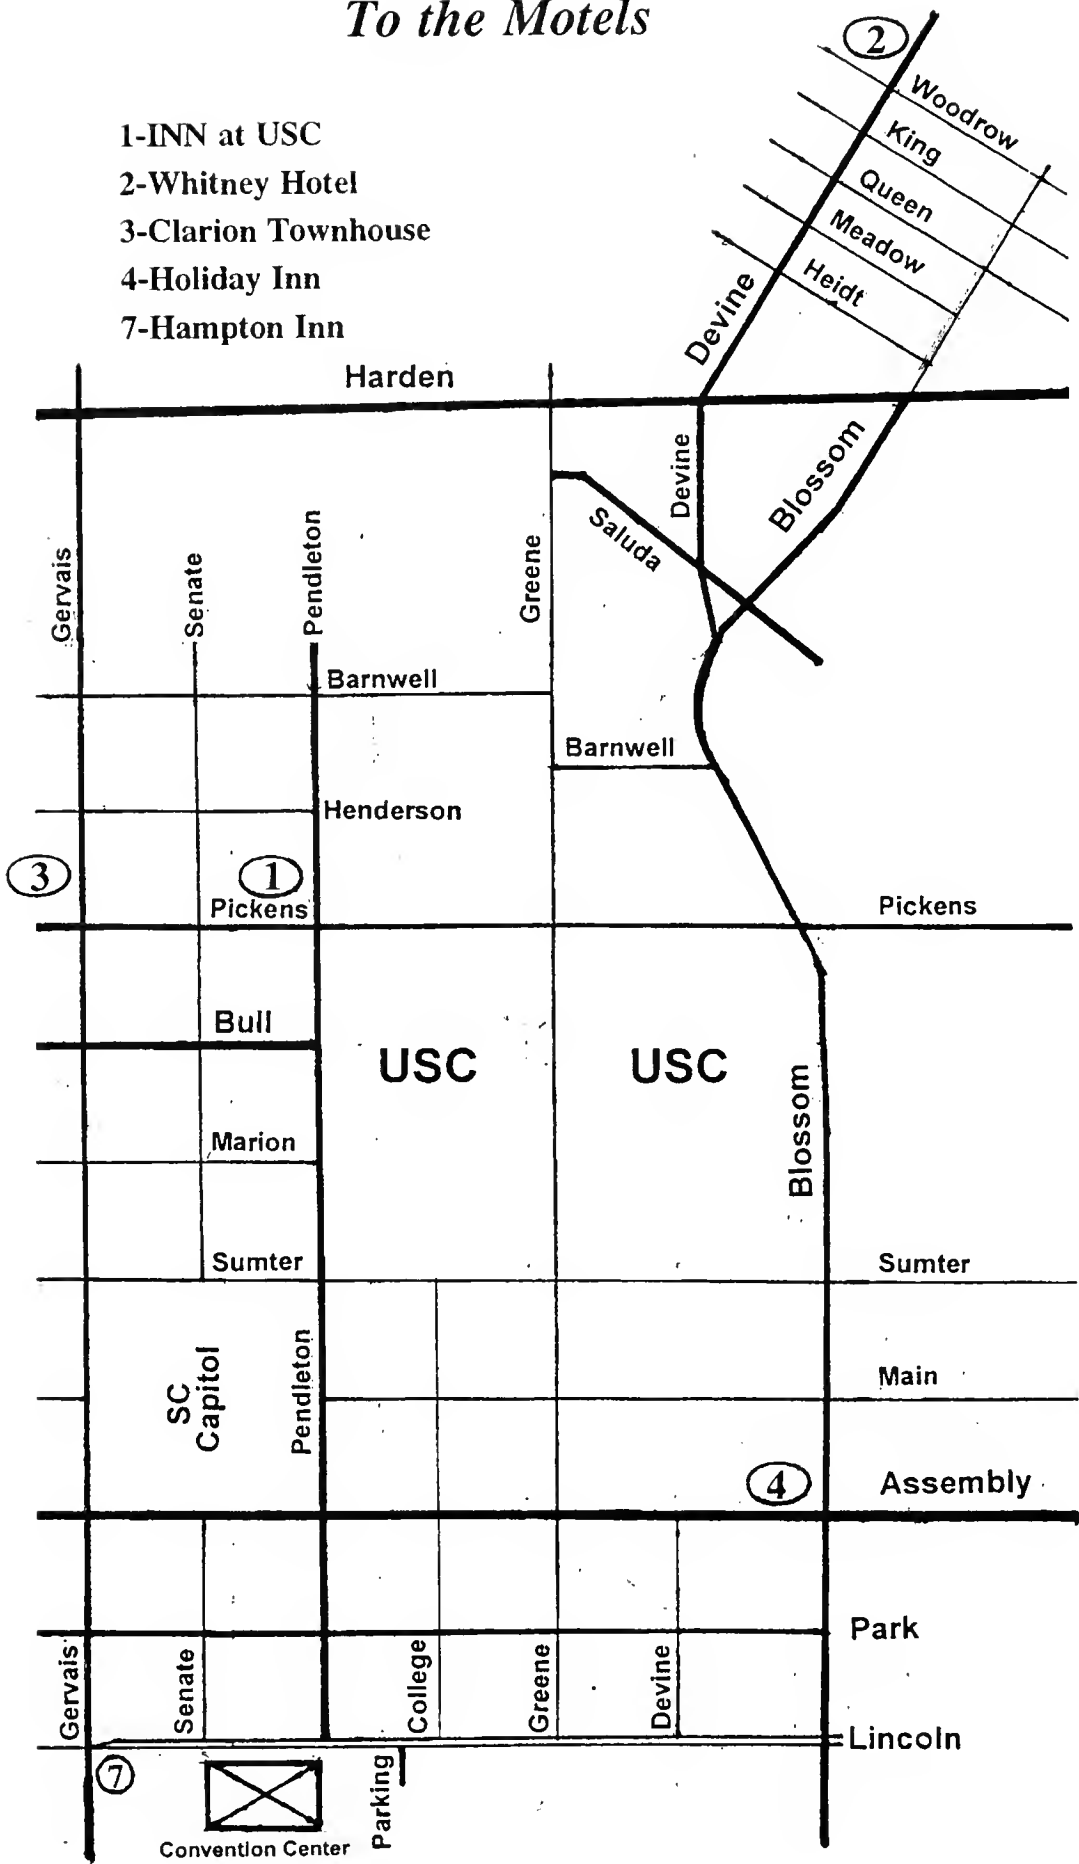 To the Motels
2
1-INN at USC
2-Whitney Hotel
3-Clarion Townhouse
4-Holiday Inn
7-Hampton Inn
Woodrow
King
Queen
Meadow
Heidt
Devine
Harden
Blossom
Devine
Saluda
Gervais
Senate
Pendleton
Greene
Barnwell
Barnwell
Henderson
3
1
Pickens
Pickens
Bull
USC
USC
Blossom
Marion
Sumter
Sumter
SC
Capitol
Pendleton
Main
4
Assembly
Park
Gervais
Senate
College
Greene
Devine
Lincoln
7
Parking
Convention Center